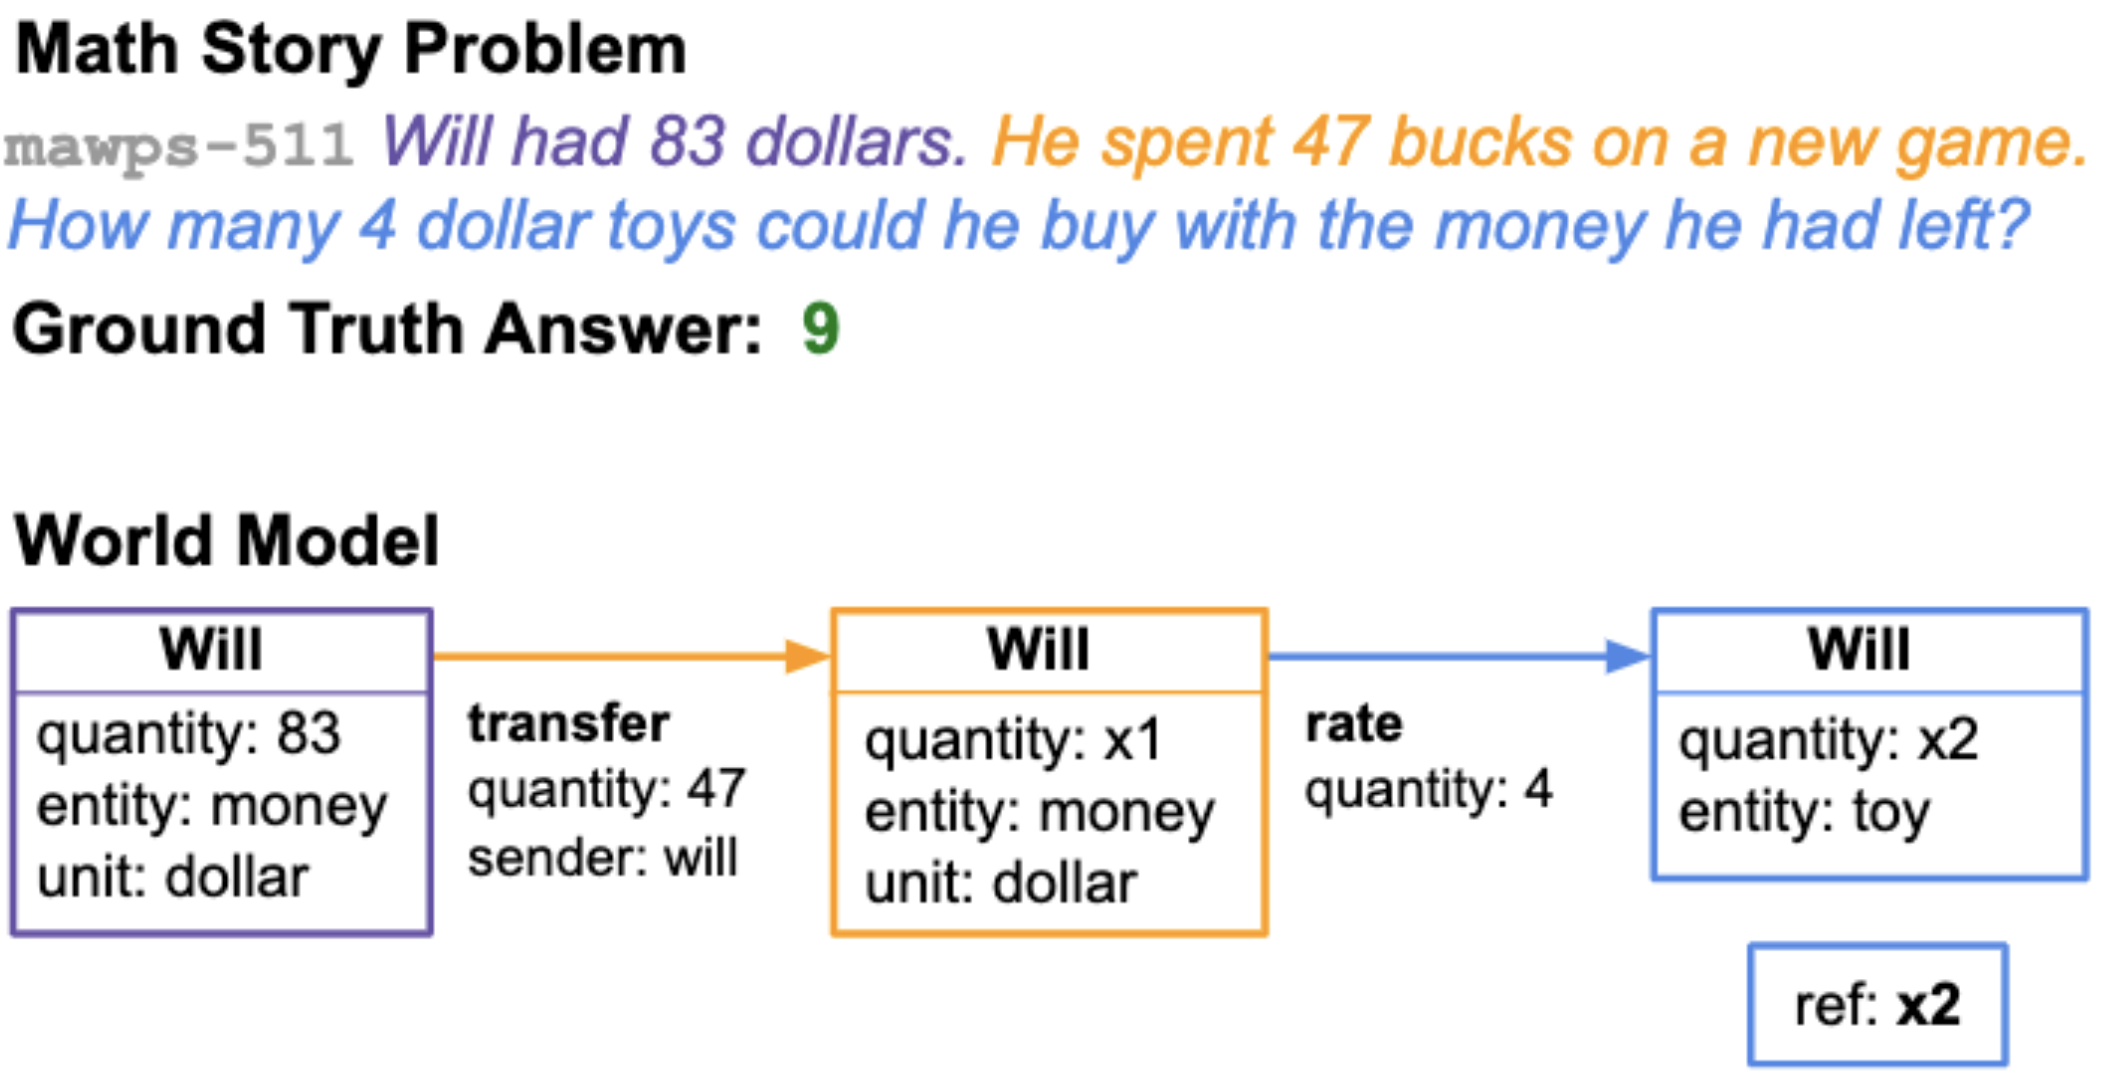 Math Story Problem
mawps-511 Will had 83 dollars. He spent 47 bucks on a new game.
How many 4 dollar toys could he buy with the money he had left?
Ground Truth Answer: 9
World Model
Will
quantity: 83
entity: money
unit: dollar
transfer
quantity: 47
sender: will
Will
quantity: x1
entity: money
unit: dollar
rate
quantity: 4
Will
quantity: x2
entity: toy
ref: x2